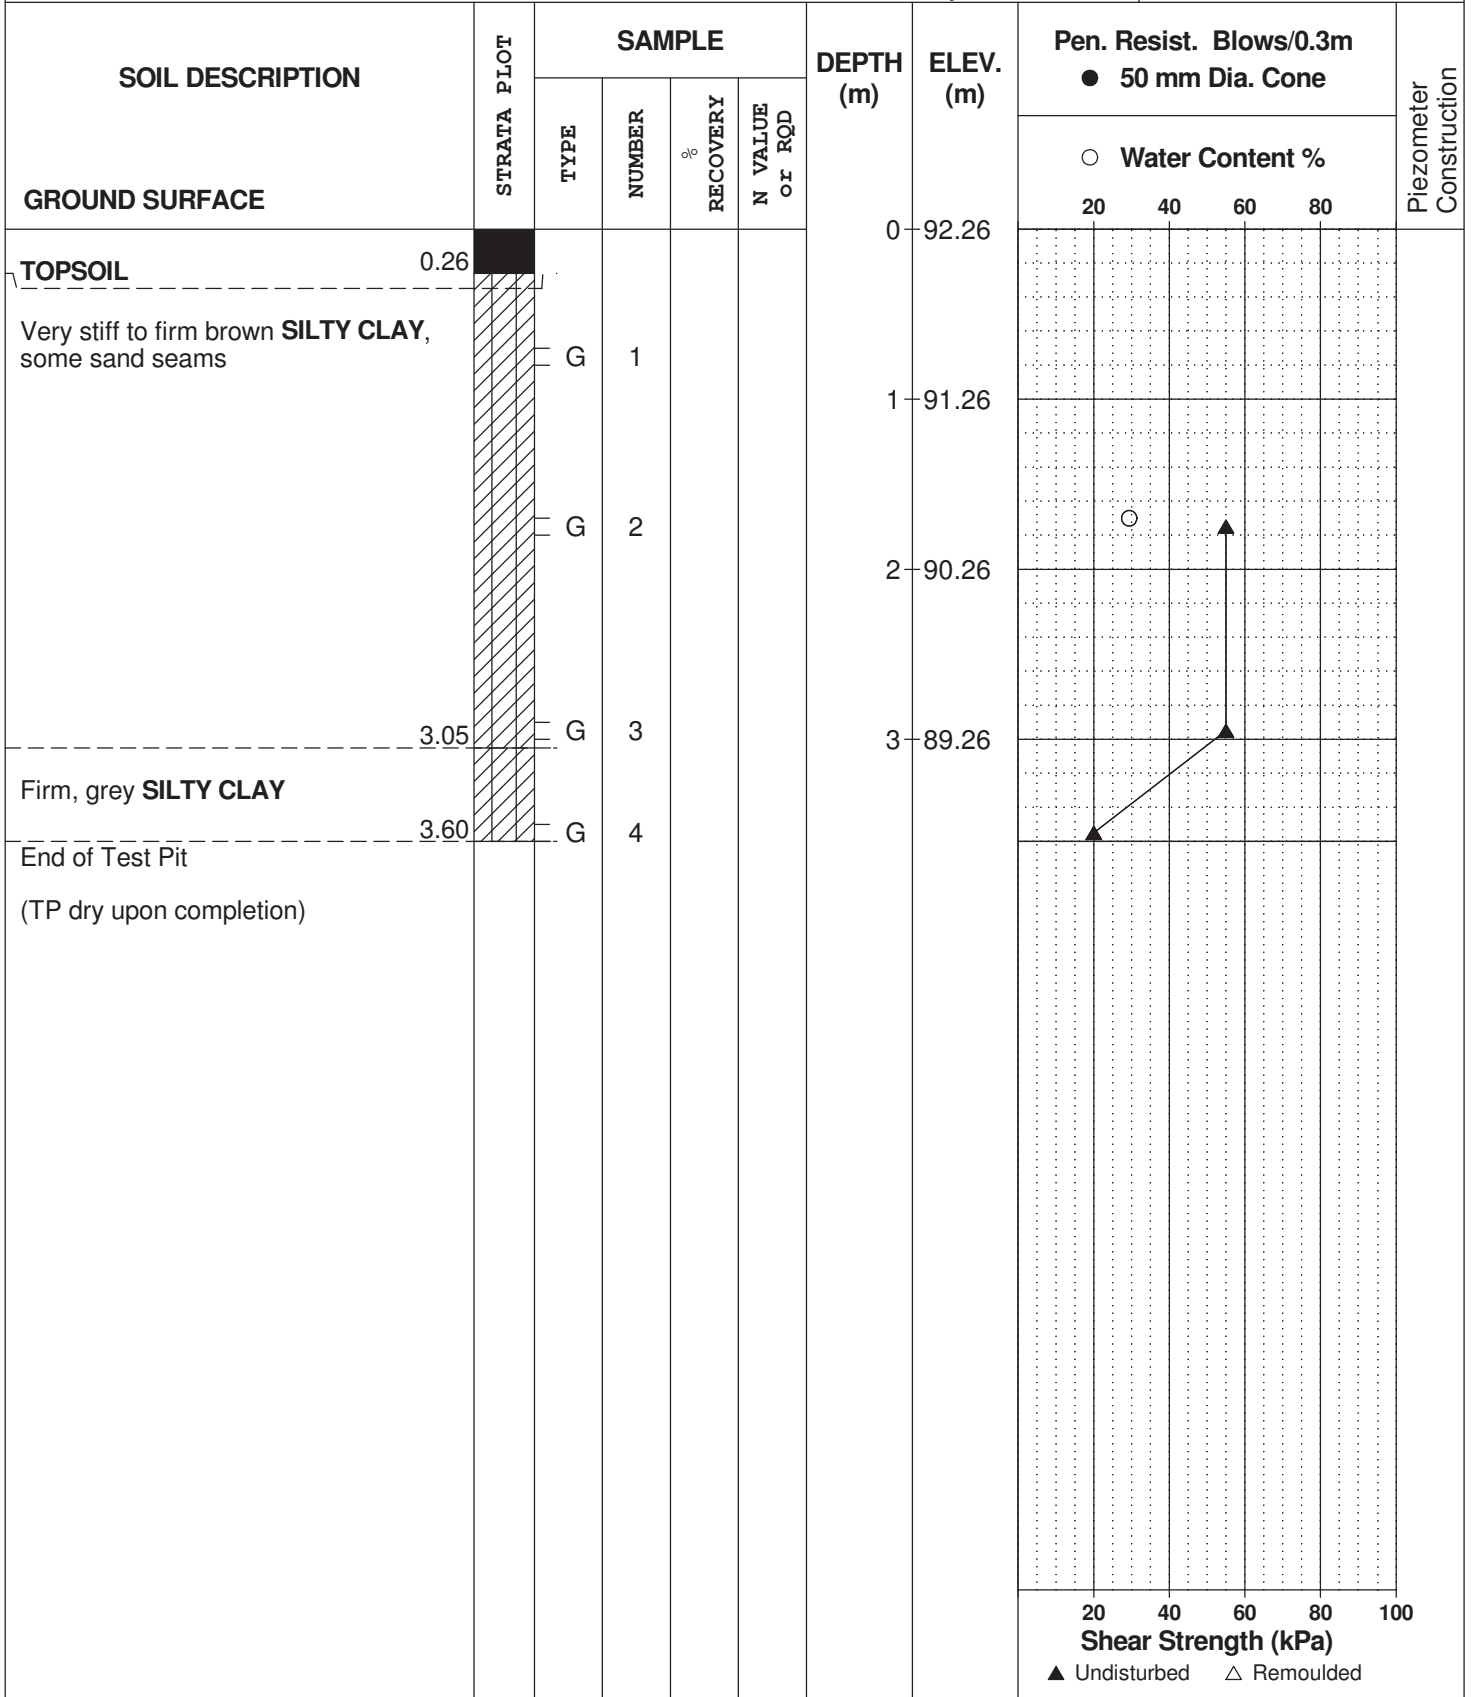 SOIL DESCRIPTION
GROUND SURFACE
STRATA PLOT
SAMPLE
TYPE
NUMBER
%
RECOVERY
N VALUE
or RQD
DEPTH
(m)
ELEV.
(m)
Pen. Resist. Blows/0.3m
● 50 mm Dia. Cone
○ Water Content %
20 40 60 80
Piezometer
Construction
0 92.26
TOPSOIL 0.26
Very stiff to firm brown SILTY CLAY,
some sand seams
G 1
1 91.26
G 2
2 90.26
G 3
3.05
3 89.26
Firm, grey SILTY CLAY
3.60
G 4
End of Test Pit
(TP dry upon completion)
20 40 60 80 100
Shear Strength (kPa)
▲ Undisturbed △ Remoulded